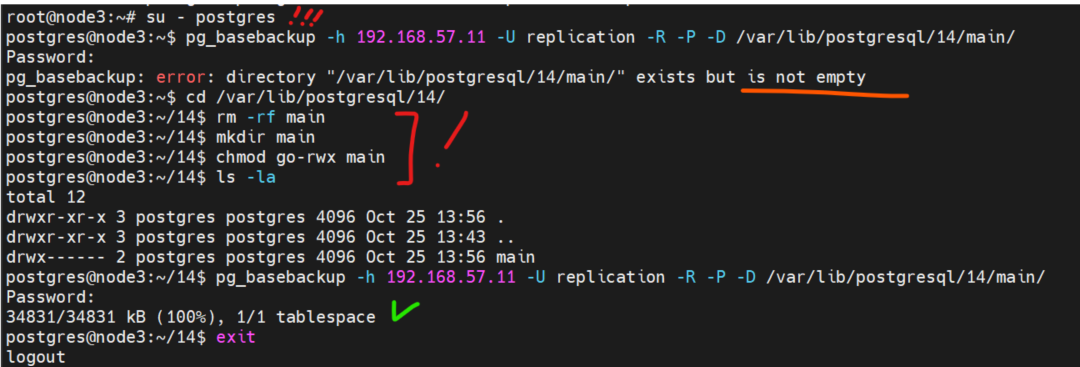 root@node3:~# su - postgres !!!
postgres@node3:~$ pg_basebackup -h 192.168.57.11 -U replication -R -P -D /var/lib/postgresql/14/main/
Password:
pg_basebackup: error: directory "/var/lib/postgresql/14/main/" exists but is not empty
postgres@node3:~$ cd /var/lib/postgresql/14/
postgres@node3:~/14$ rm -rf main
postgres@node3:~/14$ mkdir main
postgres@node3:~/14$ chmod go-rwx main ] !
postgres@node3:~/14$ ls -la
total 12
drwxr-xr-x 3 postgres postgres 4096 Oct 25 13:56 .
drwxr-xr-x 3 postgres postgres 4096 Oct 25 13:43 ..
drwx------ 2 postgres postgres 4096 Oct 25 13:56 main
postgres@node3:~/14$ pg_basebackup -h 192.168.57.11 -U replication -R -P -D /var/lib/postgresql/14/main/
Password:
34831/34831 kB (100%), 1/1 tablespace
postgres@node3:~/14$ exit
logout